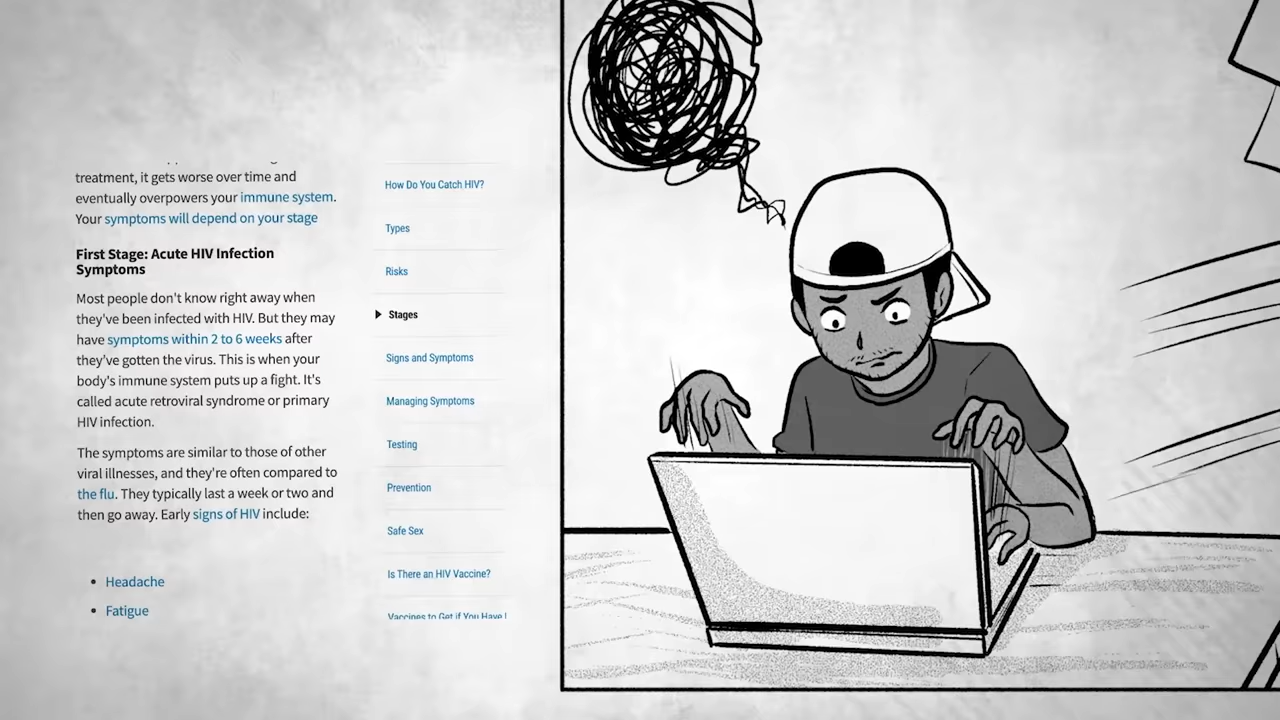 treatment, it gets worse over time and
eventually overpowers your immune system.
Your symptoms will depend on your stage
First Stage: Acute HIV Infection
Symptoms
Most people don't know right away when
they've been infected with HIV. But they may
have symptoms within 2 to 6 weeks after
they've gotten the virus. This is when your
body's immune system puts up a fight. It's
called acute retroviral syndrome or primary
HIV infection.
The symptoms are similar to those of other
viral illnesses, and they're often compared to
the flu. They typically last a week or two and
then go away. Early signs of HIV include:
• Headache
• Fatigue
How Do You Catch HIV?
Types
Risks
Stages
Signs and Symptoms
Managing Symptoms
Testing
Prevention
Safe Sex
Is There an HIV Vaccine?
Vaccines to Get if You Have